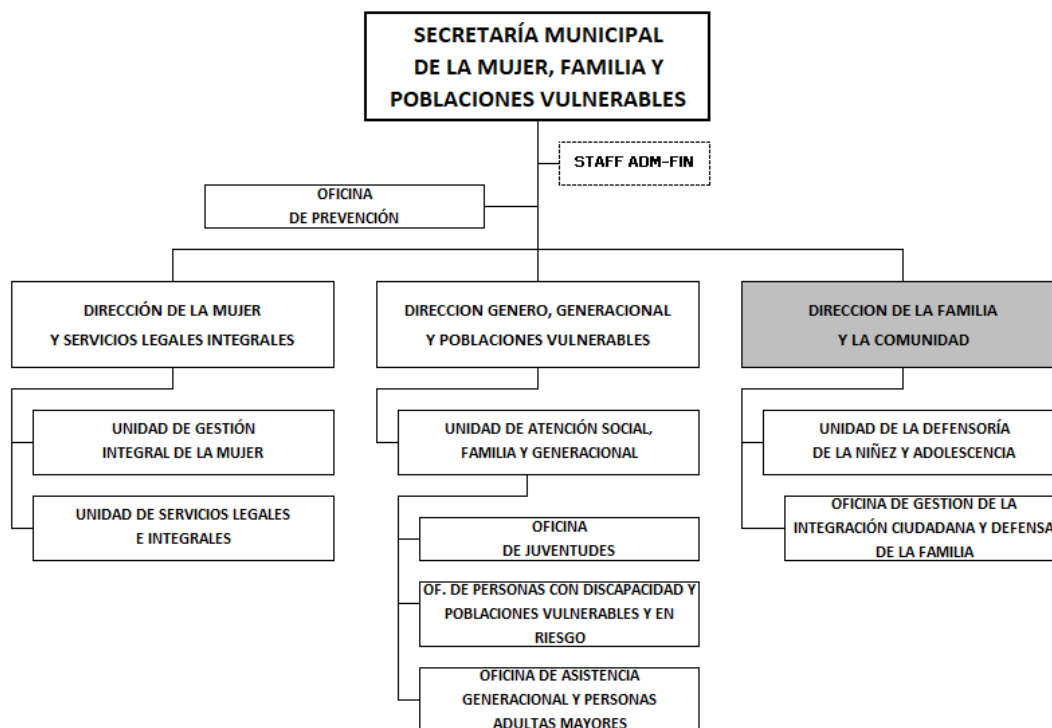 SECRETARÍA MUNICIPAL
DE LA MUJER, FAMILIA Y
POBLACIONES VULNERABLES
STAFF ADM-FIN
OFICINA
DE PREVENCIÓN
DIRECCIÓN DE LA MUJER
Y SERVICIOS LEGALES INTEGRALES
DIRECCION GENERO, GENERACIONAL
Y POBLACIONES VULNERABLES
DIRECCION DE LA FAMILIA
Y LA COMUNIDAD
UNIDAD DE GESTIÓN
INTEGRAL DE LA MUJER
UNIDAD DE SERVICIOS LEGALES
E INTEGRALES
UNIDAD DE ATENCIÓN SOCIAL,
FAMILIA Y GENERACIONAL
OFICINA
DE JUVENTUDES
OF. DE PERSONAS CON DISCAPACIDAD Y
POBLACIONES VULNERABLES Y EN
RIESGO
OFICINA DE ASISTENCIA
GENERACIONAL Y PERSONAS
ADULTAS MAYORES
UNIDAD DE LA DEFENSORÍA
DE LA NIÑEZ Y ADOLESCENCIA
OFICINA DE GESTION DE LA
INTEGRACIÓN CIUDADANA Y DEFENSA
DE LA FAMILIA